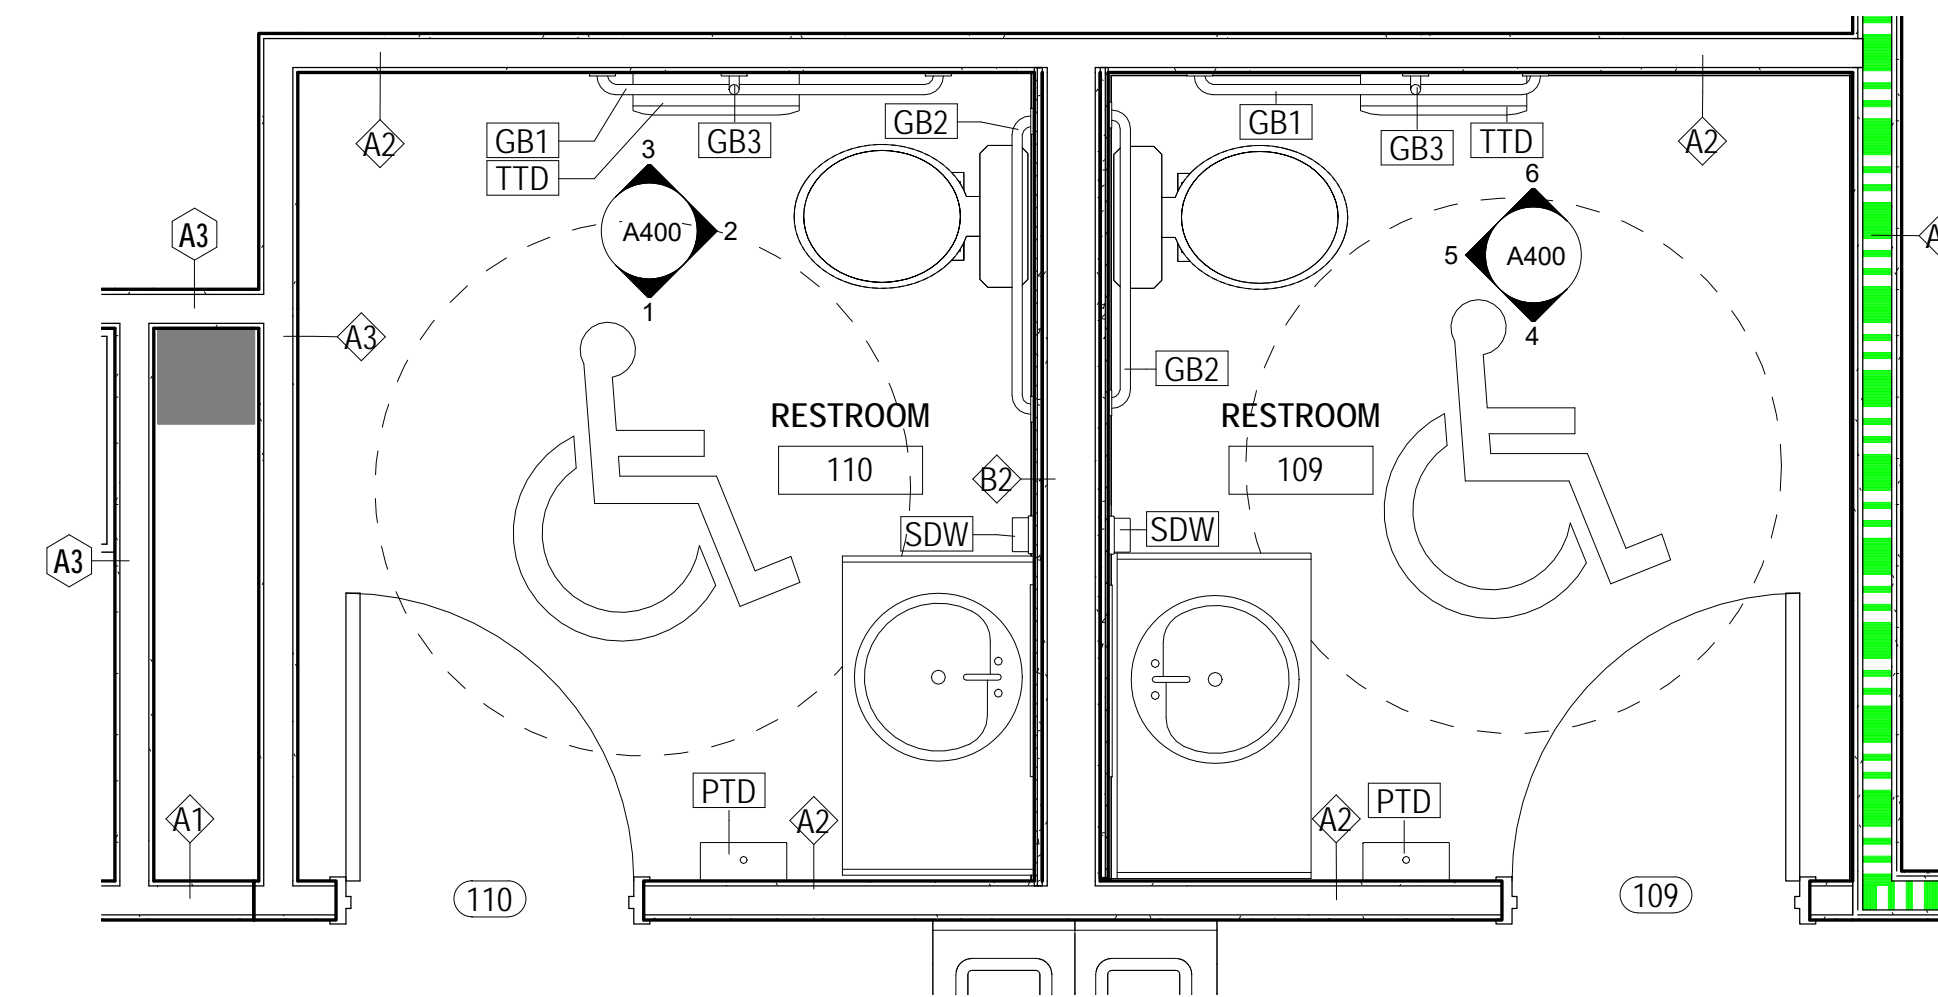 GB1
GB3
GB2
GB1
GB3
TTD
A2
A2
TTD
3
A400
2
1
6
5
A400
4
A3
A3
GB2
RESTROOM
110
RESTROOM
109
B2
SDW
SDW
A3
PTD
A2
A2
PTD
A1
110
109